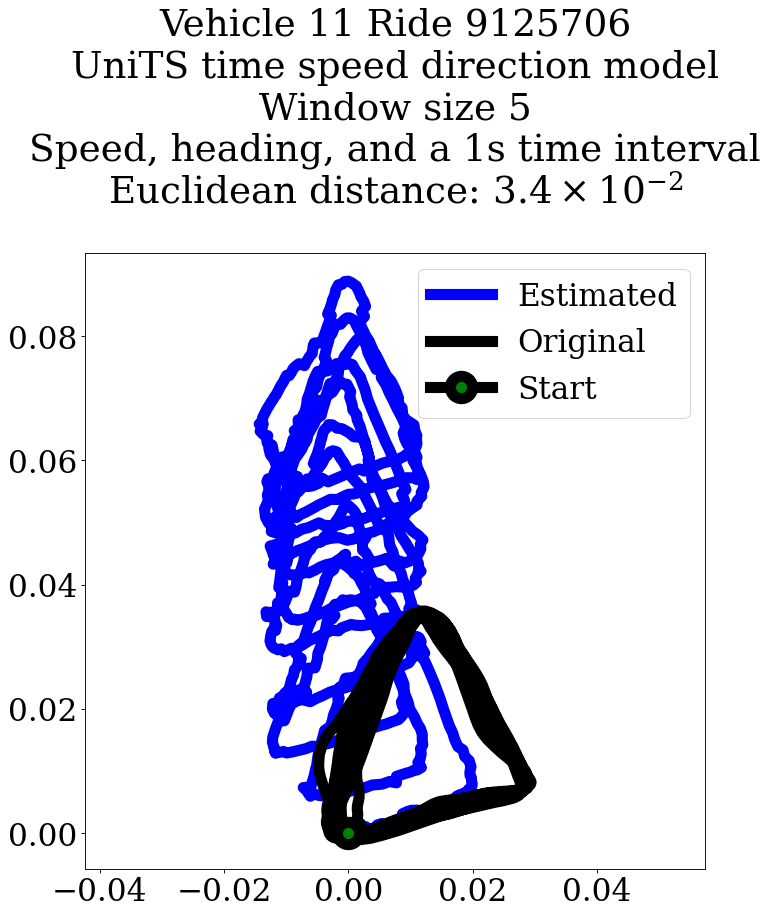 Vehicle 11 Ride 9125706
UniTS time speed direction model
Window size 5
Speed, heading, and a 1s time interval
Euclidean distance: 3.4 × 10⁻²
Estimated
Original
Start
0.08
0.06
0.04
0.02
0.00
−0.04 −0.02 0.00 0.02 0.04